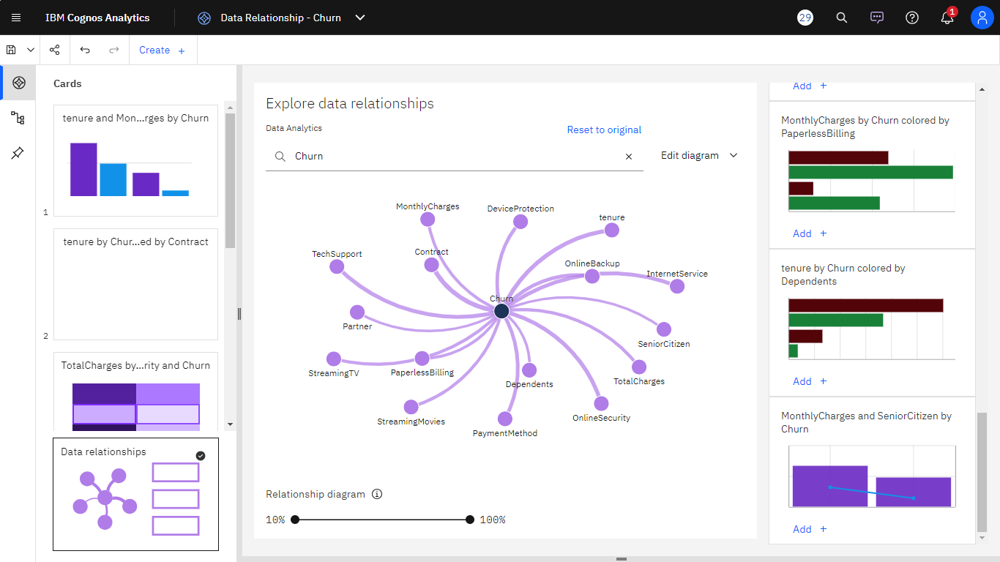 IBM Cognos Analytics
Data Relationship - Churn
29
1
Create +
Cards
tenure and Mon...rges by Churn
1
tenure by Chur...ed by Contract
2
TotalCharges by...rity and Churn
Data relationships
Explore data relationships
Data Analytics
Reset to original
Churn
Edit diagram
MonthlyCharges
DeviceProtection
tenure
TechSupport
Contract
OnlineBackup
InternetService
Churn
Partner
SeniorCitizen
StreamingTV
PaperlessBilling
Dependents
TotalCharges
StreamingMovies
OnlineSecurity
PaymentMethod
Relationship diagram
10%
100%
Add +
MonthlyCharges by Churn colored by
PaperlessBilling
Add +
tenure by Churn colored by
Dependents
Add +
MonthlyCharges and SeniorCitizen by
Churn
Add +